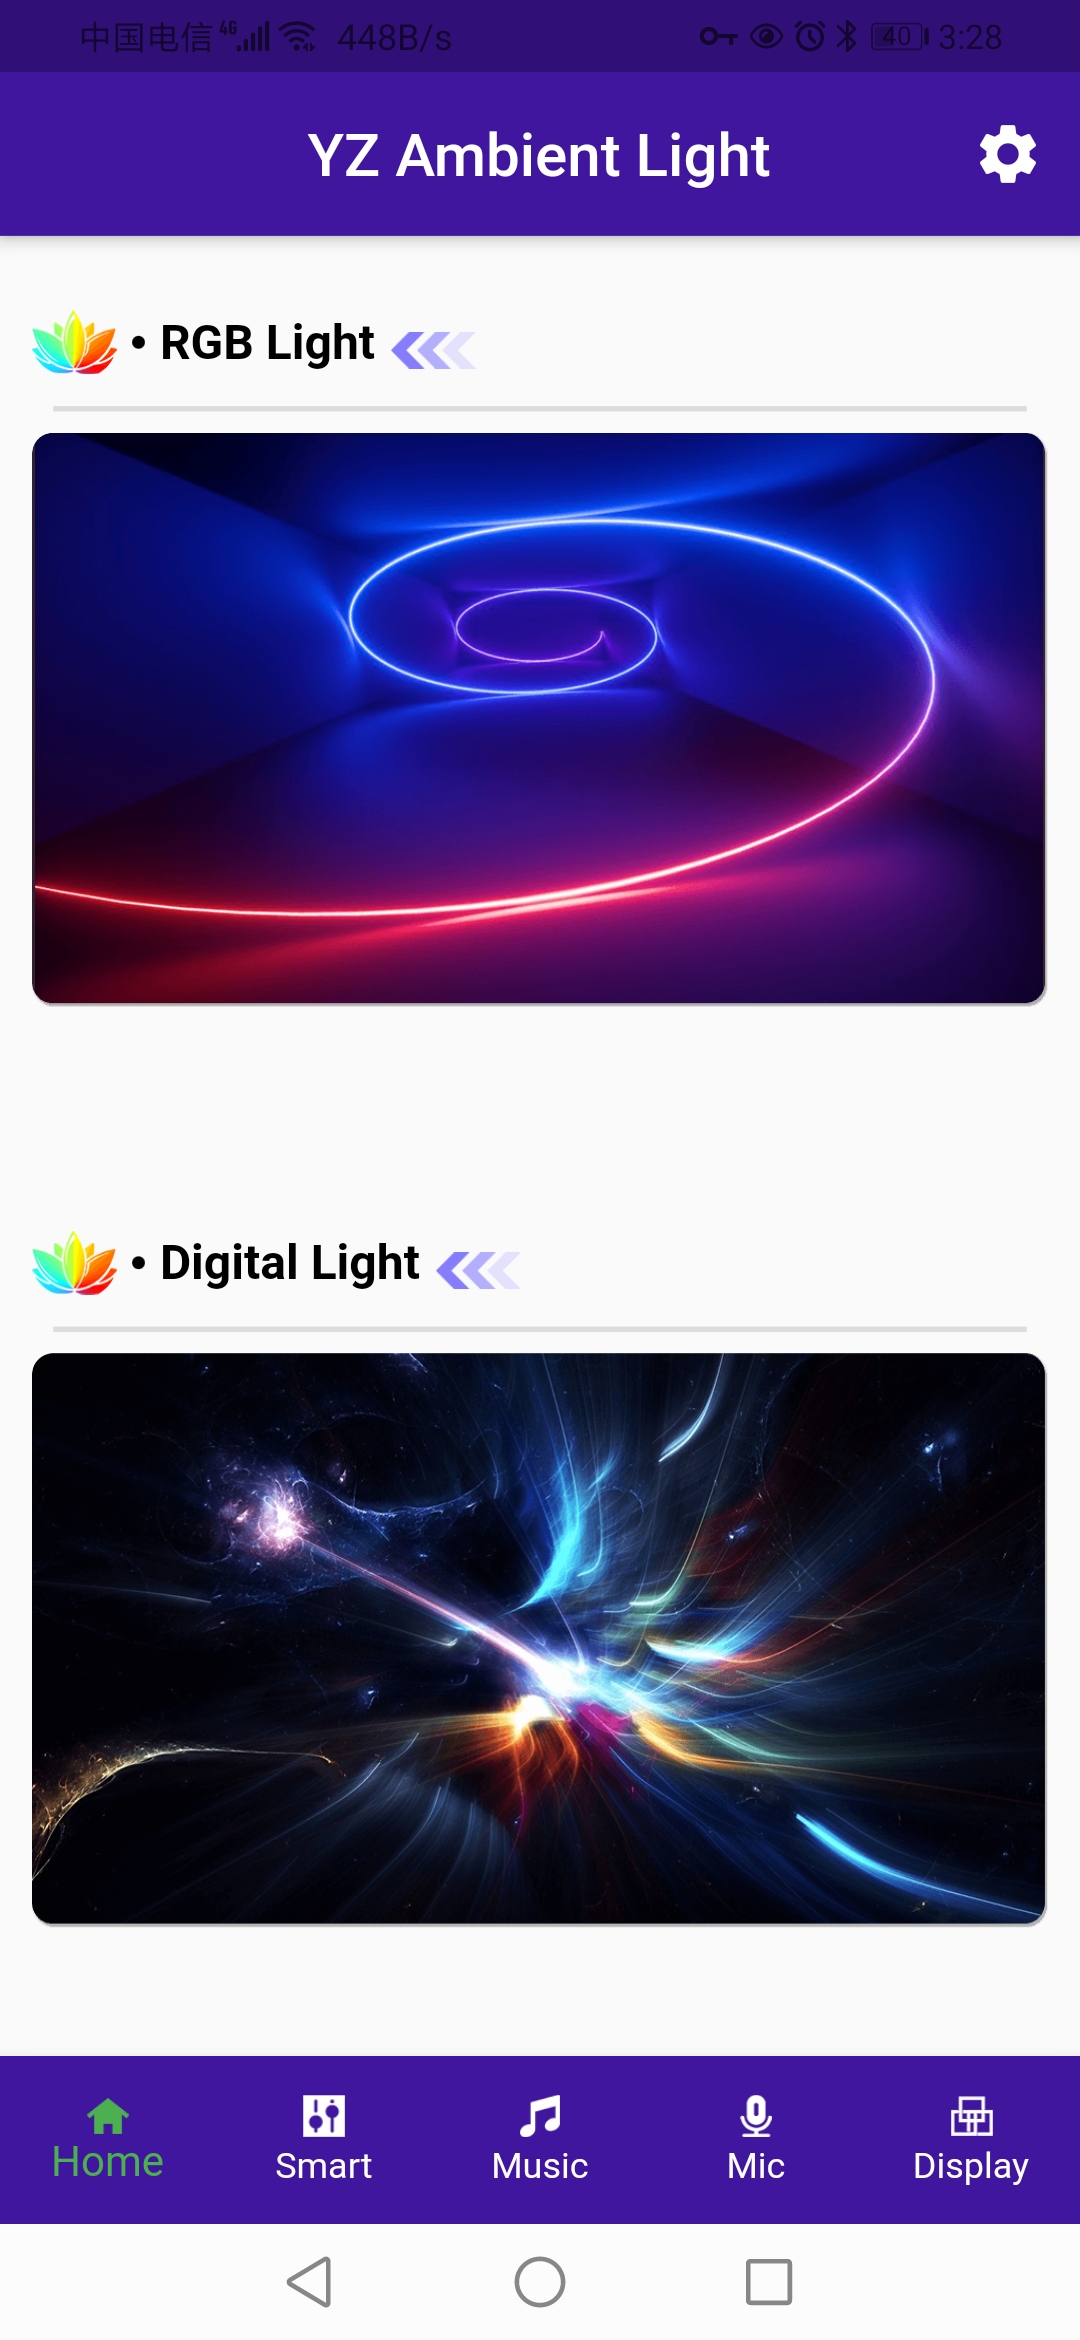 中国电信 4G 448B/s 40 3:28
YZ Ambient Light
• RGB Light
• Digital Light
Home Smart Music Mic Display